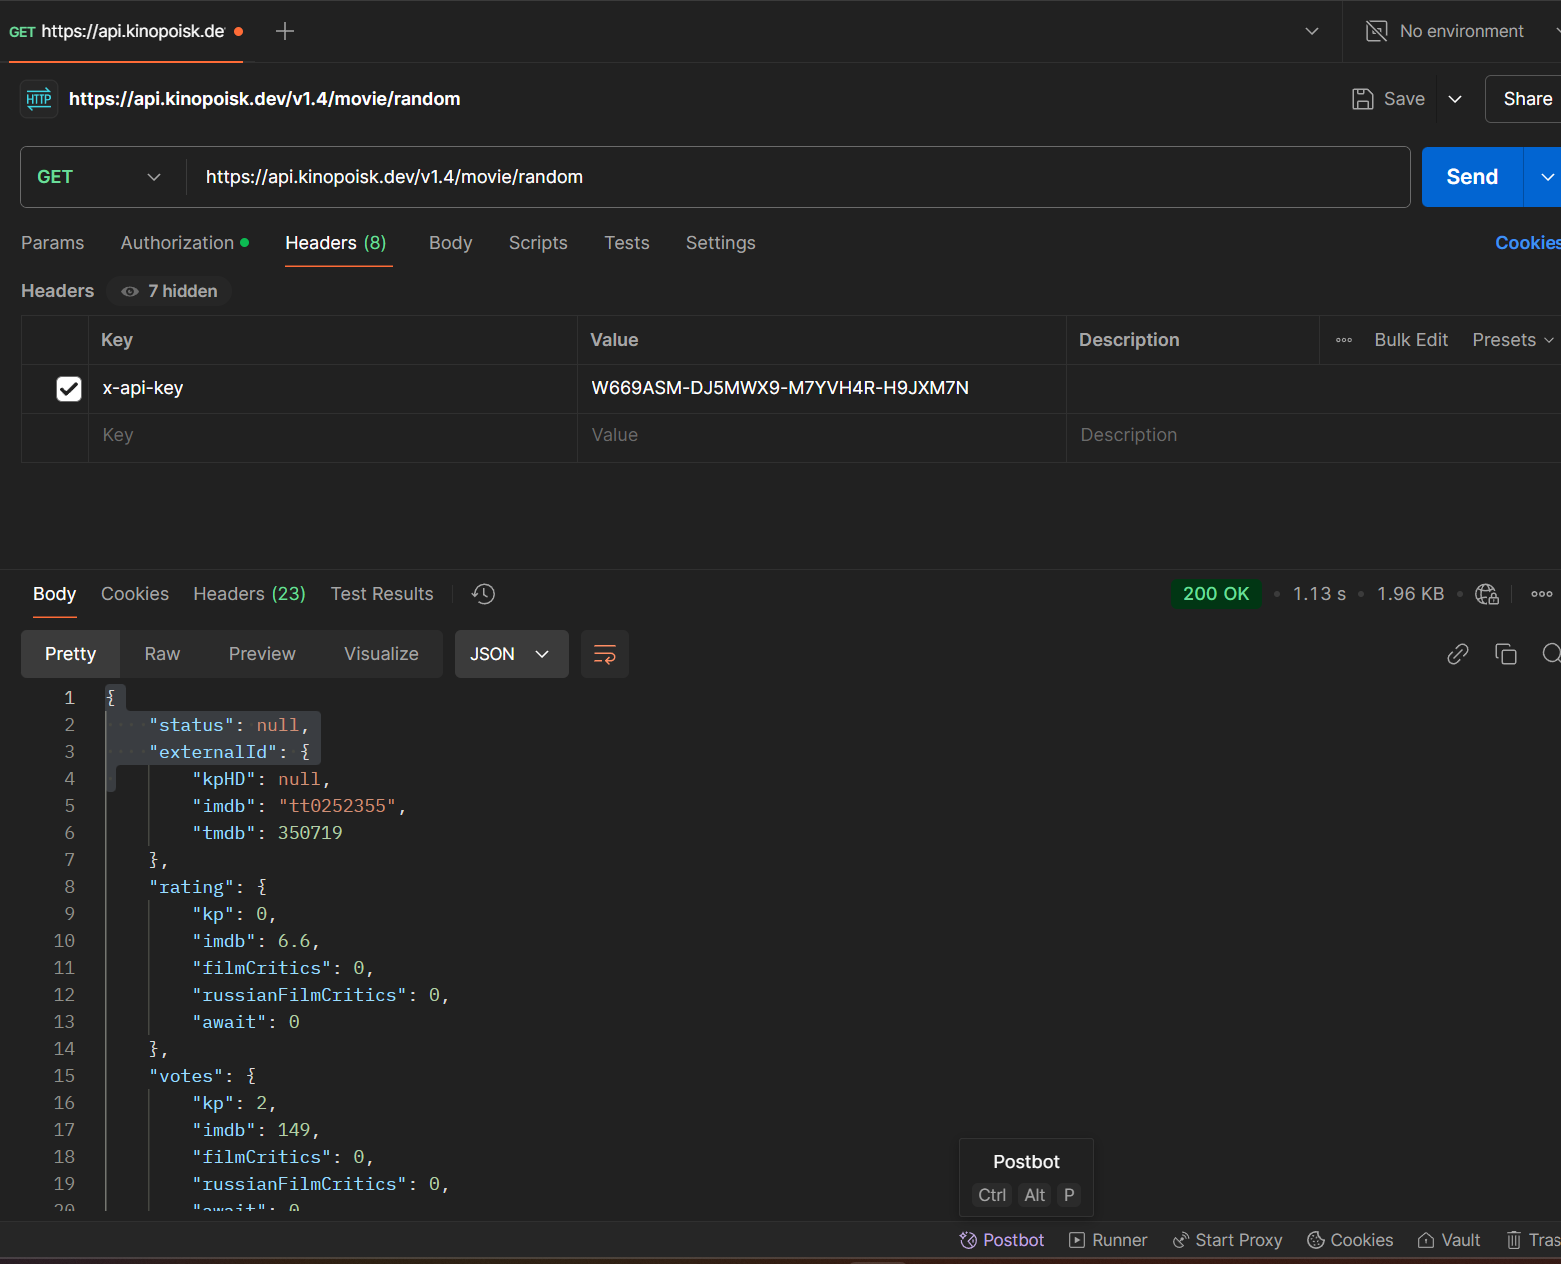 GET https://api.kinopoisk.de
No environment
HTTP https://api.kinopoisk.dev/v1.4/movie/random
Save
Share
GET https://api.kinopoisk.dev/v1.4/movie/random
Send
Params Authorization Headers (8) Body Scripts Tests Settings
Cookies
Headers 7 hidden
Key Value Description Bulk Edit Presets
x-api-key W669ASM-DJ5MWX9-M7YVH4R-H9JXM7N
Key Value Description
Body Cookies Headers (23) Test Results
200 OK 1.13 s 1.96 KB
Pretty Raw Preview Visualize JSON
1 {
2 "status": null,
3 "externalId": {
4 "kpHD": null,
5 "imdb": "tt0252355",
6 "tmdb": 350719
7 },
8 "rating": {
9 "kp": 0,
10 "imdb": 6.6,
11 "filmCritics": 0,
12 "russianFilmCritics": 0,
13 "await": 0
14 },
15 "votes": {
16 "kp": 2,
17 "imdb": 149,
18 "filmCritics": 0,
19 "russianFilmCritics": 0,
20 "await": 0
Postbot
Ctrl Alt P
Postbot Runner Start Proxy Cookies Vault Tras